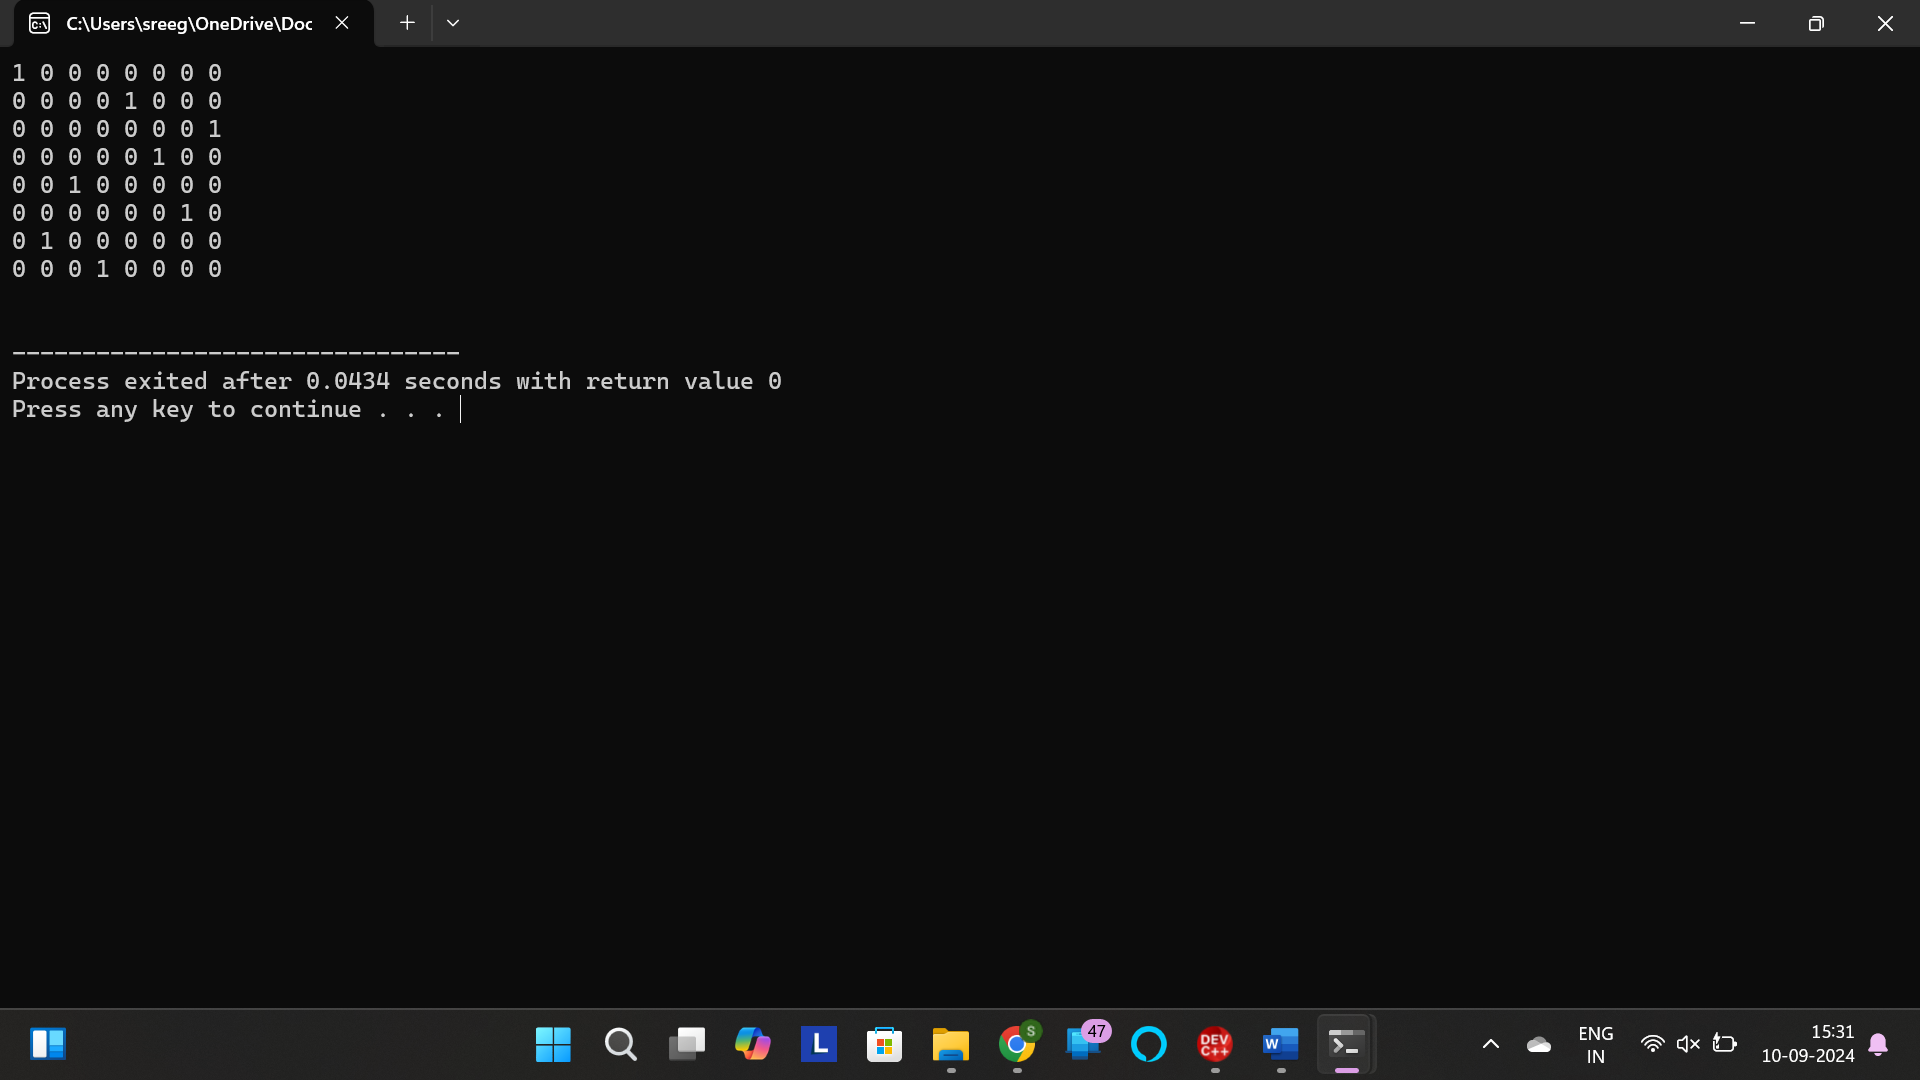 C:\Users\sreeg\OneDrive\Doc
1 0 0 0 0 0 0 0
0 0 0 0 1 0 0 0
0 0 0 0 0 0 0 1
0 0 0 0 0 1 0 0
0 0 1 0 0 0 0 0
0 0 0 0 0 0 1 0
0 1 0 0 0 0 0 0
0 0 0 1 0 0 0 0
--------------------------------
Process exited after 0.0434 seconds with return value 0
Press any key to continue . . .
L
S
47
DEV
C++
W
ENG
IN
15:31
10-09-2024